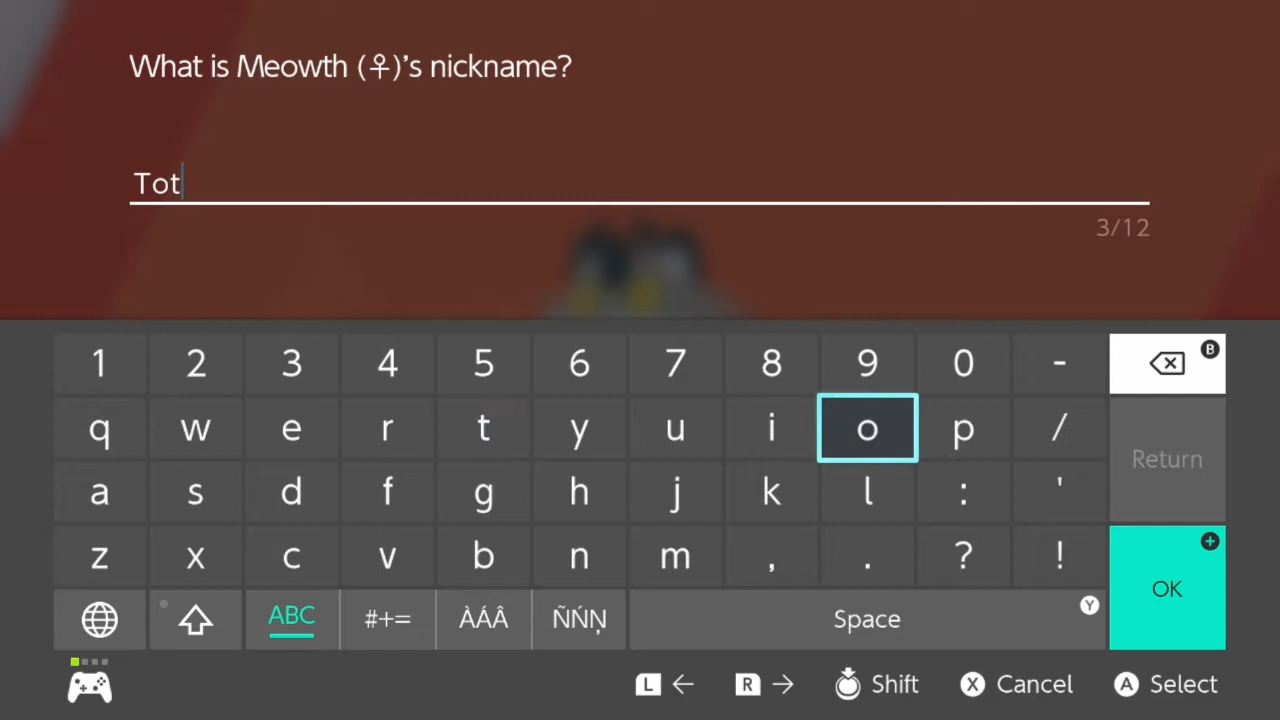 What is Meowth (♀)'s nickname?
Tot
3/12
1 2 3 4 5 6 7 8 9 0 - B
q w e r t y u i o p /
Return
a s d f g h j k l : '
z x c v b n m , . ? ! +
OK
ABC #+= ÀÁÂ ÑŃŅ Space Y
L ← R → Shift X Cancel A Select